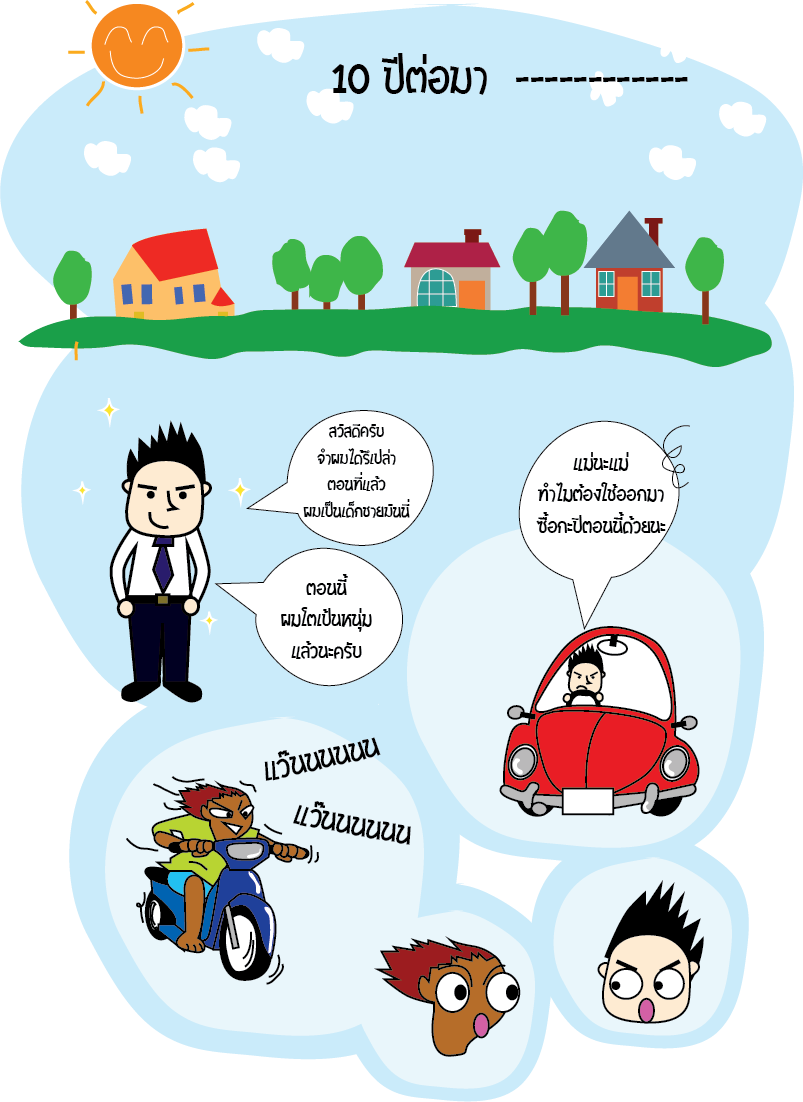 10 ปีต่อมา ------------
สวัสดีครับ
จำผมได้รึเปล่า
ตอนที่แล้ว
ผมเป็นเด็กชายมันนี่
ตอนนี้
ผมโตเป้นหนุ่ม
แล้วนะครับ
แม่นะแม่
ทำไมต้องใช้ออกมา
ซื้อกะปิตอนนี้ด้วยนะ
แว๊นนนนนน
แว๊นนนนนน